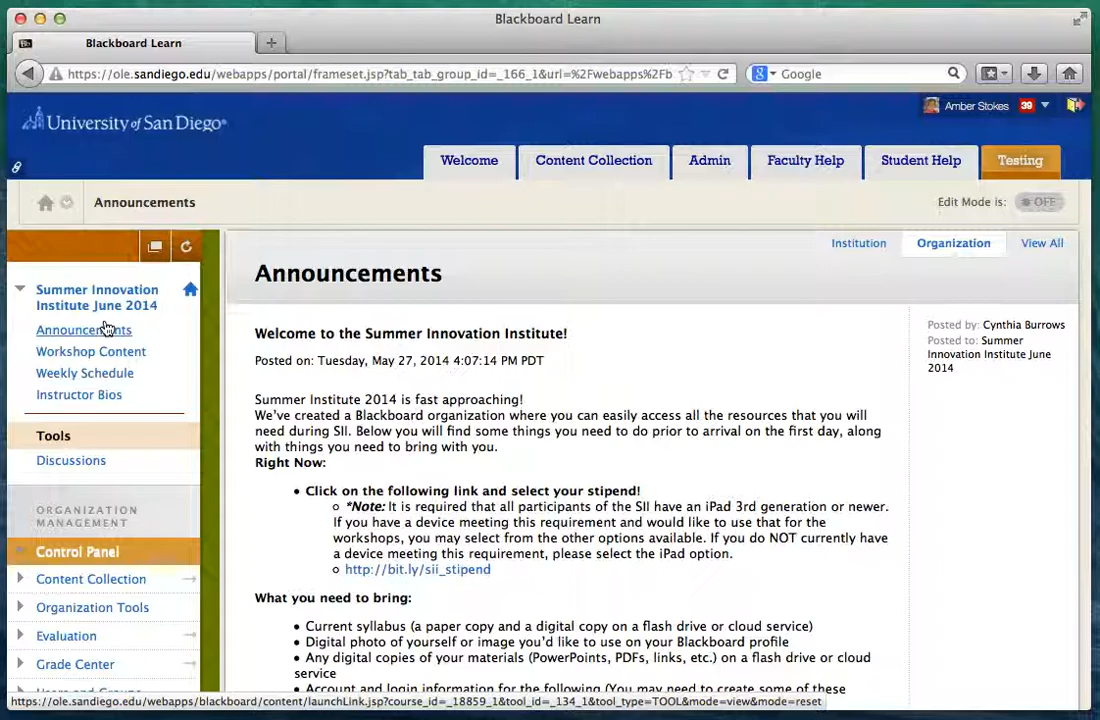 Blackboard Learn
Blackboard Learn
https://ole.sandiego.edu/webapps/portal/frameset.jsp?tab_tab_group_id=_166_1&url=%2Fwebapps%2Fb
Google
University of San Diego
Amber Stokes 39
Welcome
Content Collection
Admin
Faculty Help
Student Help
Testing
Announcements
Edit Mode is: OFF
Institution
Organization
View All
Summer Innovation
Institute June 2014
Announcements
Workshop Content
Weekly Schedule
Instructor Bios
Tools
Discussions
ORGANIZATION
MANAGEMENT
Control Panel
Content Collection
Organization Tools
Evaluation
Grade Center
Users and Groups
Announcements
Welcome to the Summer Innovation Institute!
Posted on: Tuesday, May 27, 2014 4:07:14 PM PDT
Posted by: Cynthia Burrows
Posted to: Summer
Innovation Institute June
2014
Summer Institute 2014 is fast approaching!
We've created a Blackboard organization where you can easily access all the resources that you will
need during SII. Below you will find some things you need to do prior to arrival on the first day, along
with things you need to bring with you.
Right Now:
• Click on the following link and select your stipend!
o *Note: It is required that all participants of the SII have an iPad 3rd generation or newer.
If you have a device meeting this requirement and would like to use that for the
workshops, you may select from the other options available. If you do NOT currently have
a device meeting this requirement, please select the iPad option.
o http://bit.ly/sii_stipend
What you need to bring:
• Current syllabus (a paper copy and a digital copy on a flash drive or cloud service)
• Digital photo of yourself or image you'd like to use on your Blackboard profile
• Any digital copies of your materials (PowerPoints, PDFs, links, etc.) on a flash drive or cloud
service
• Account and login information for the following (You may need to create some of these
https://ole.sandiego.edu/webapps/blackboard/content/launchLink.jsp?course_id=_18859_1&tool_id=_134_1&tool_type=TOOL&mode=view&mode=reset